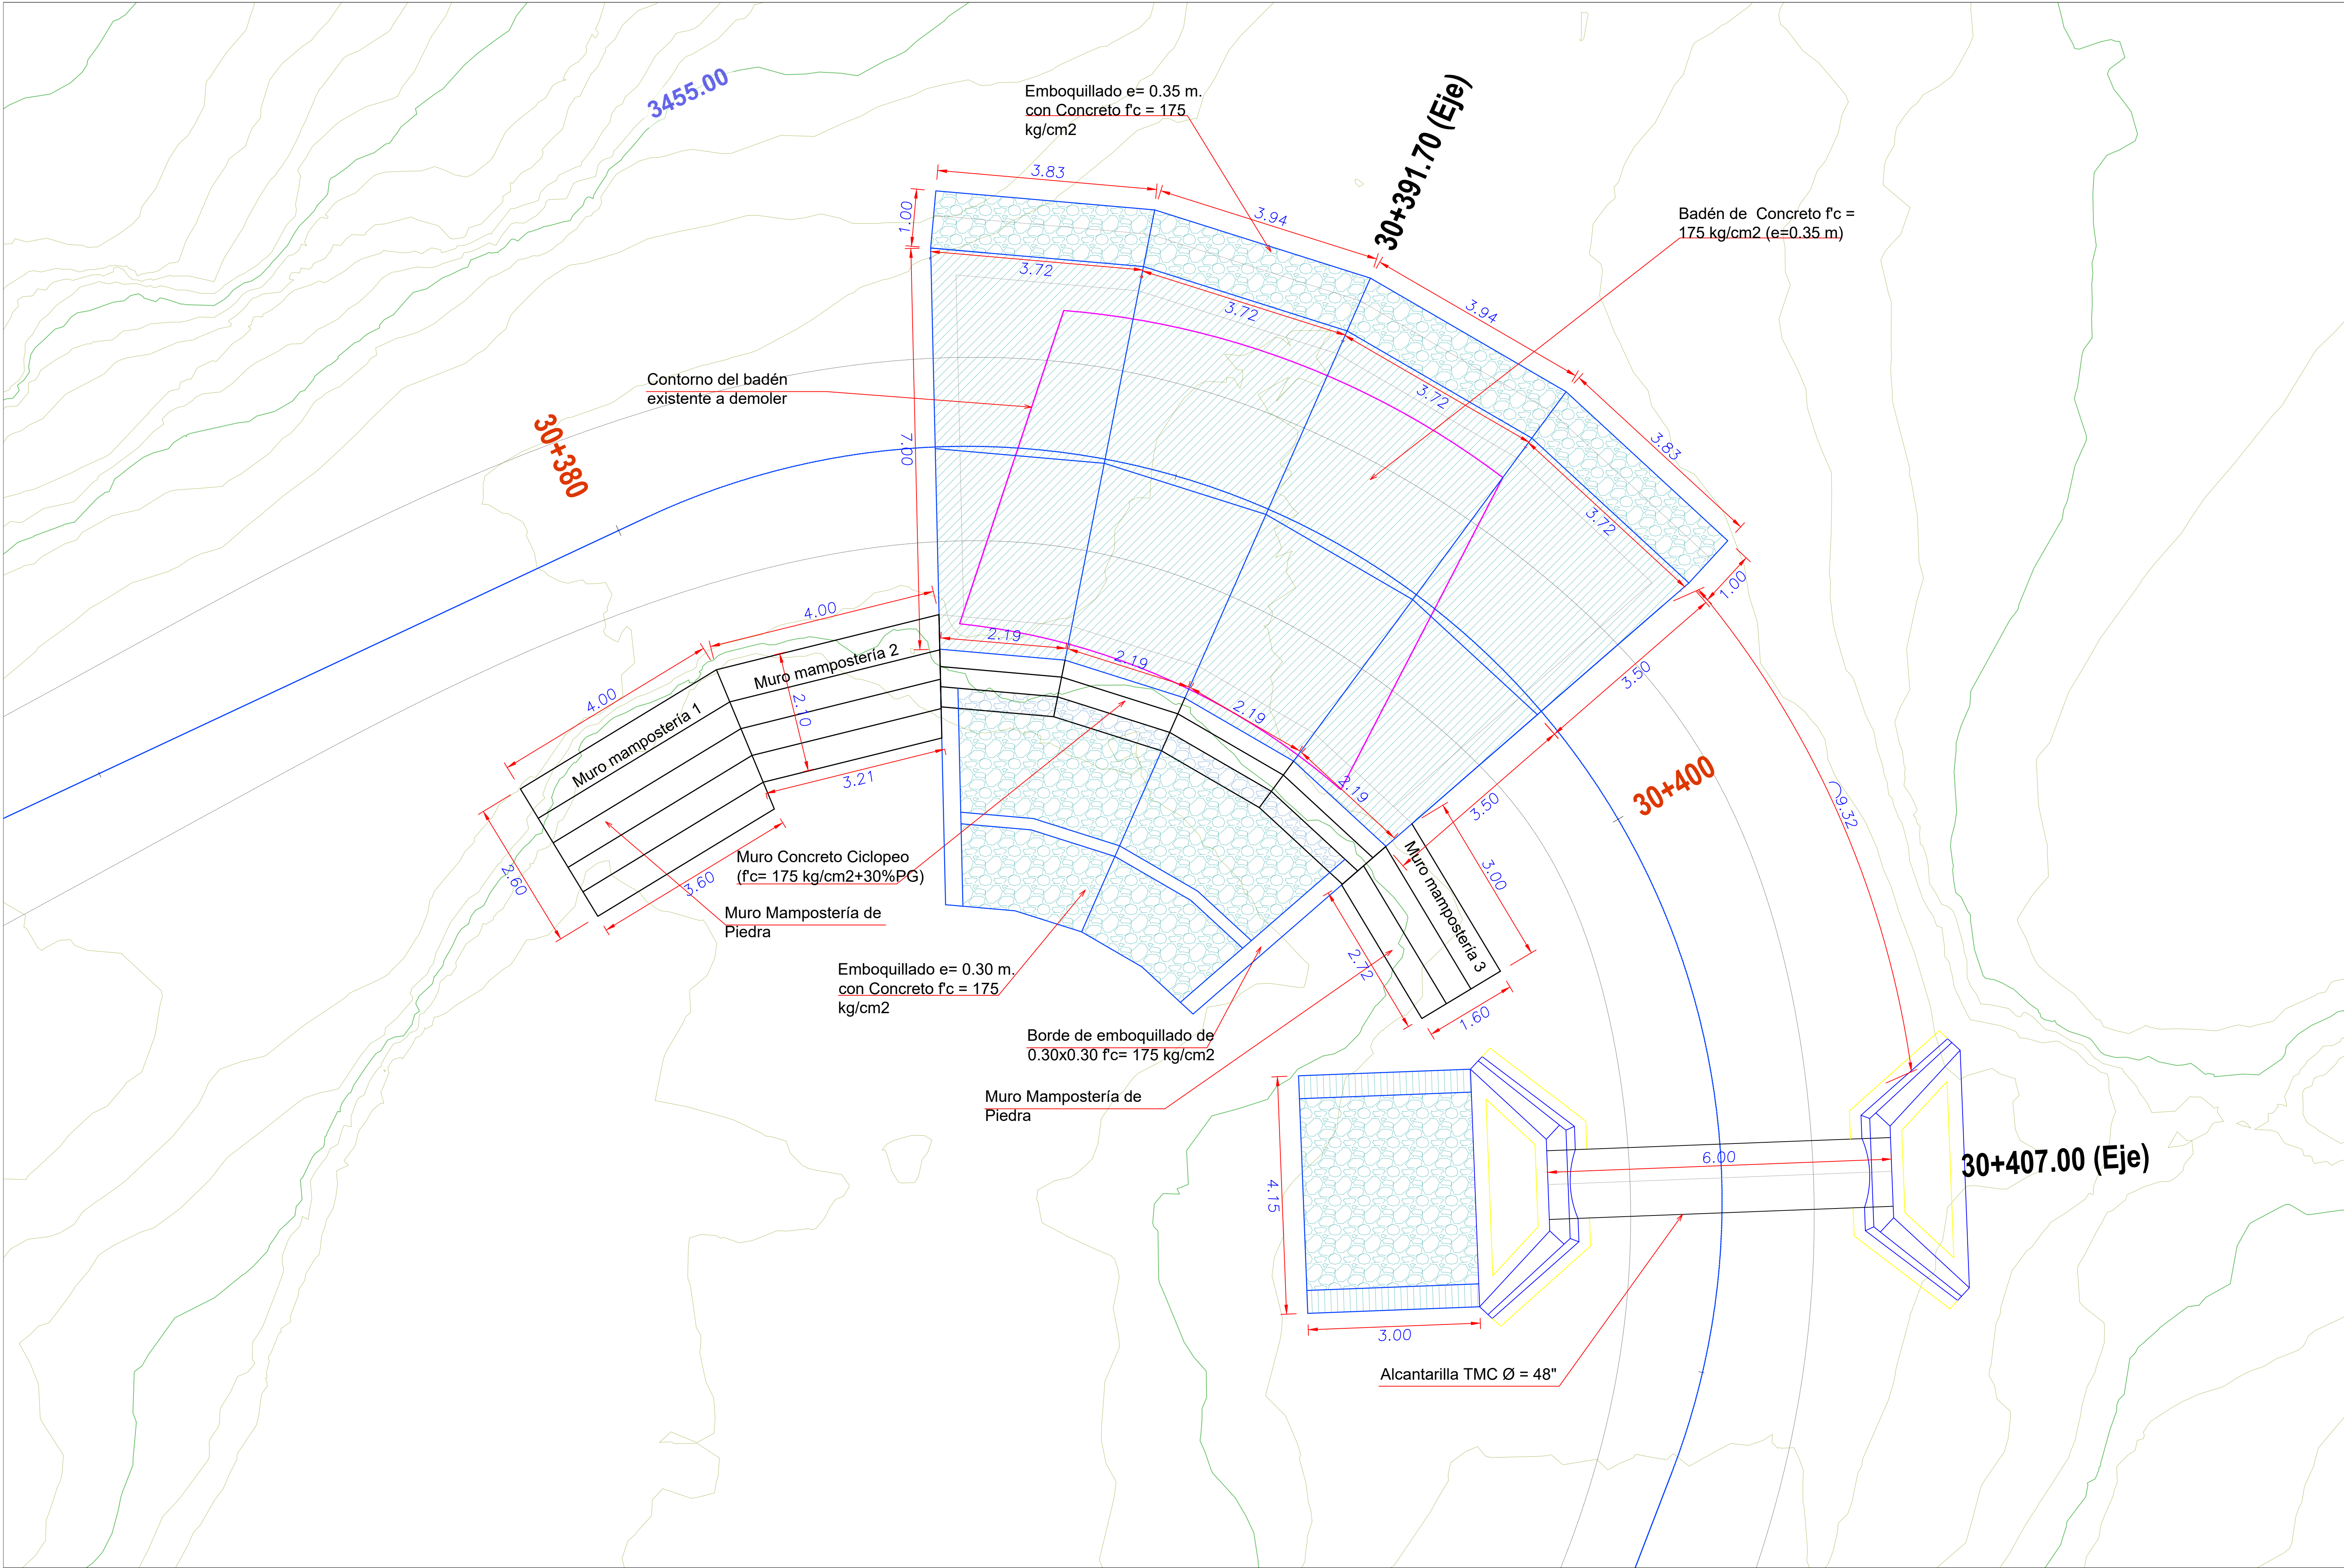 3455.00
Emboquillado e= 0.35 m.
con Concreto f'c = 175
kg/cm2
30+391.70 (Eje)
3.83
3.94
1.00
3.72
3.72
3.94
Badén de  Concreto f'c =
175 kg/cm2 (e=0.35 m)
Contorno del badén
existente a demoler
3.72
3.83
7.00
30+380
3.72
1.00
4.00
2.19
2.19
3.50
4.00
Muro mampostería 2
Muro mampostería 1
2.10
2.19
3.21
2.19
30+400
3.50
9.32
Muro Concreto Ciclopeo
(f'c= 175 kg/cm2+30%PG)
2.60
3.60
3.00
Muro mampostería 3
Muro Mampostería de
Piedra
2.72
Emboquillado e= 0.30 m.
con Concreto f'c = 175
kg/cm2
1.60
Borde de emboquillado de
0.30x0.30 f'c= 175 kg/cm2
Muro Mampostería de
Piedra
6.00
30+407.00 (Eje)
4.15
3.00
Alcantarilla TMC Ø = 48"